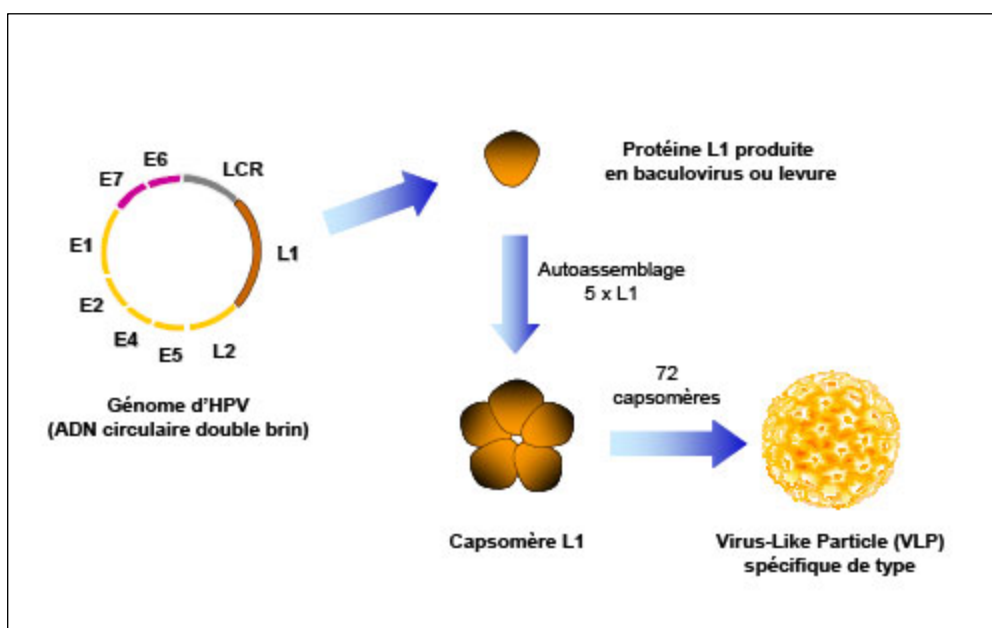 E6
LCR
E7
E1
L1
E2
E4
E5
L2
Génome d'HPV
(ADN circulaire double brin)
Protéine L1 produite
en baculovirus ou levure
Autoassemblage
5 x L1
Capsomère L1
72
capsomères
Virus-Like Particle (VLP)
spécifique de type